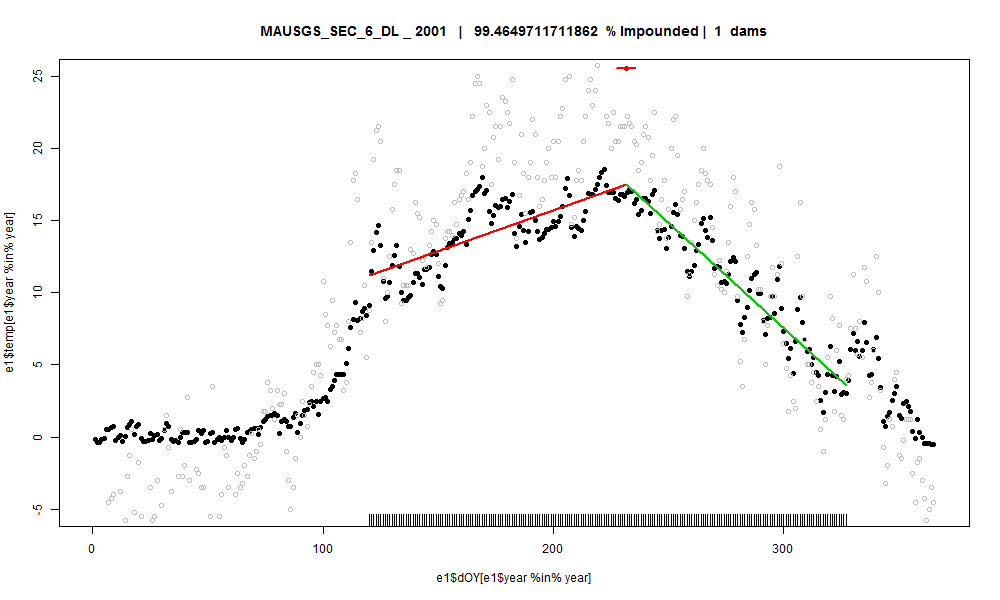 MAUSGS_SEC_6_DL _ 2001 | 99.4649711711862 % Impounded | 1 dams
e1$temp[e1$year %in% year]
25
20
15
10
5
0
-5
0 100 200 300
e1$dOY[e1$year %in% year]